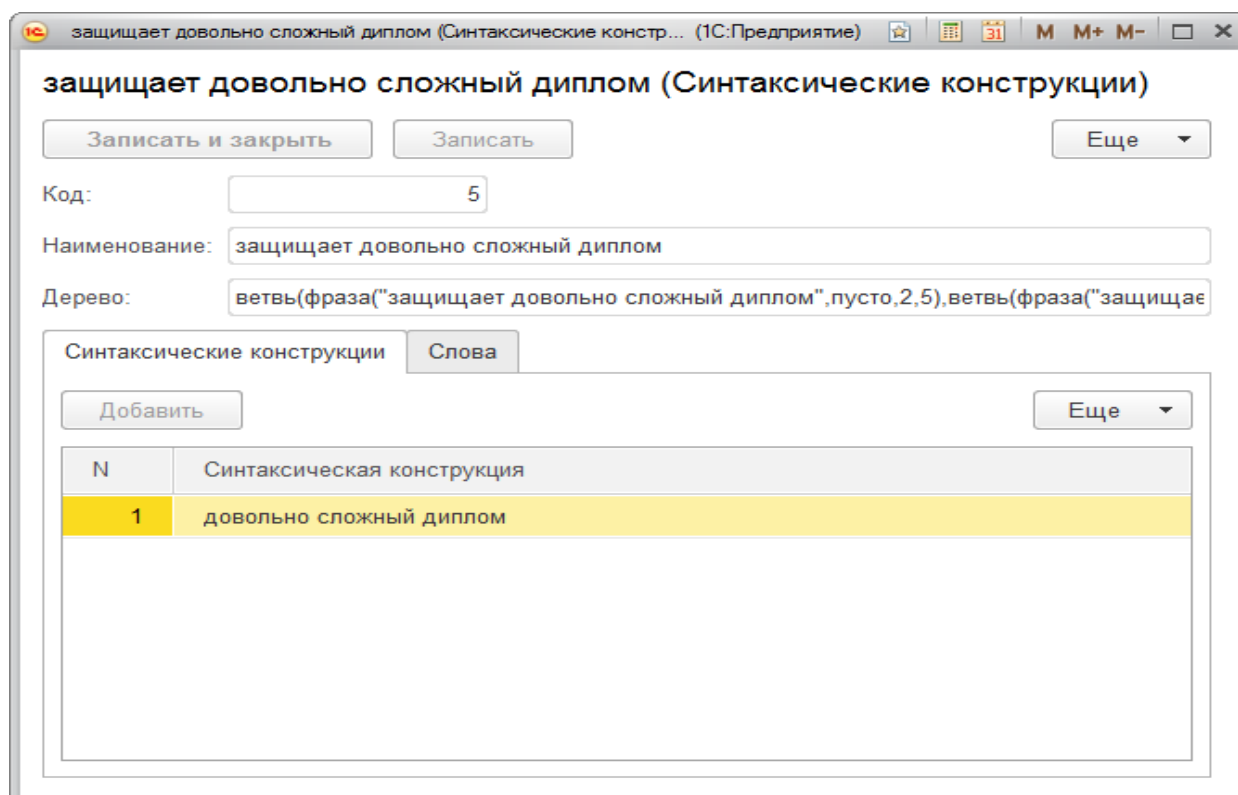 1С защищает довольно сложный диплом (Синтаксические констр... (1С:Предприятие) 31 M M+ M-
защищает довольно сложный диплом (Синтаксические конструкции)
Записать и закрыть Записать Еще
Код: 5
Наименование: защищает довольно сложный диплом
Дерево: ветвь(фраза("защищает довольно сложный диплом",пусто,2,5),ветвь(фраза("защищае
Синтаксические конструкции Слова
Добавить Еще
N Синтаксическая конструкция
1 довольно сложный диплом